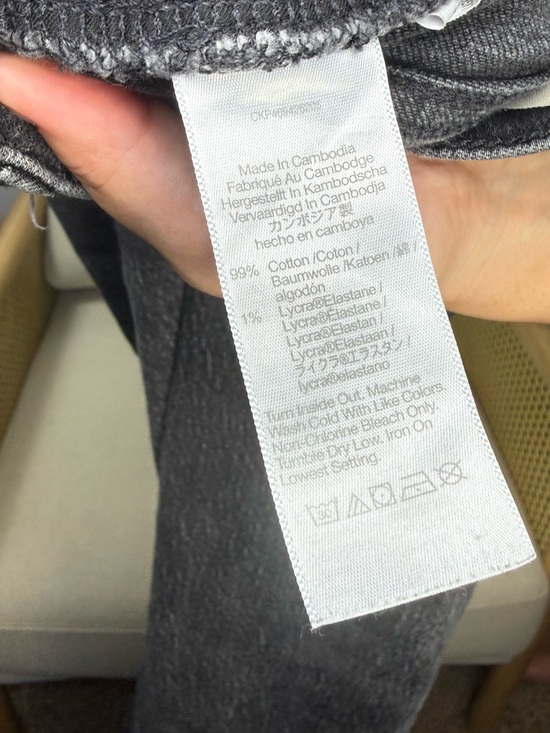 Made In Cambodia
Fabriqué Au Cambodge
Hergestellt In Kambodscha
Vervaardigd In Cambodja
カンボジア製
hecho en camboya
99% Cotton /Coton /
Baumwolle /Katoen /綿 /
algodón
1% Lycra®Elastane /
Lycra®Élastane /
Lycra®Elastan /
Lycra®Elastaan /
ライクラ®エラスタン /
lycra®elastano
Turn Inside Out. Machine
Wash Cold With Like Colors.
Non-Chlorine Bleach Only.
Tumble Dry Low. Iron On
Lowest Setting.
30